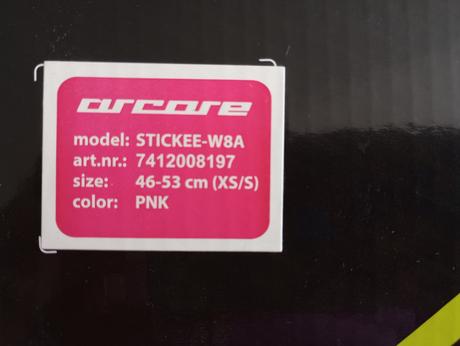 arcore
model: STICKEE-W8A
art.nr.: 7412008197
size: 46-53 cm (XS/S)
color: PNK